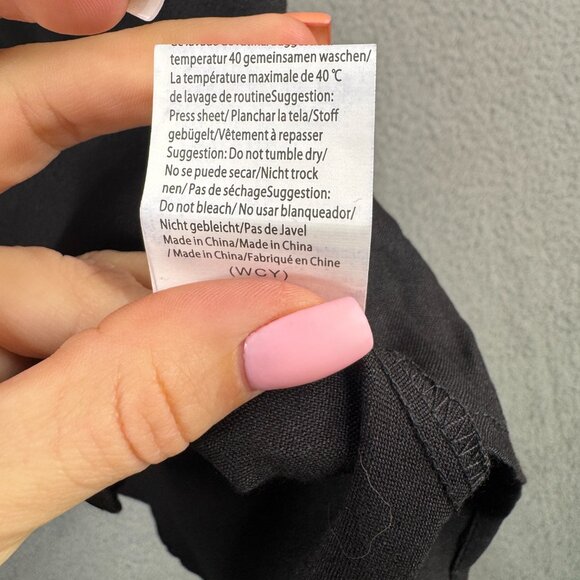 temperatur 40 gemeinsamen waschen/
La température maximale de 40 ℃
de lavage de routineSuggestion:
Press sheet/ Planchar la tela/Stoff
gebügelt/Vêtement à repasser
Suggestion: Do not tumble dry/
No se puede secar/Nicht trock
nen/ Pas de séchageSuggestion:
Do not bleach/ No usar blanqueador/
Nicht gebleicht/Pas de Javel
Made in China/Made in China
/ Made in China/Fabriqué en Chine
(WCY)